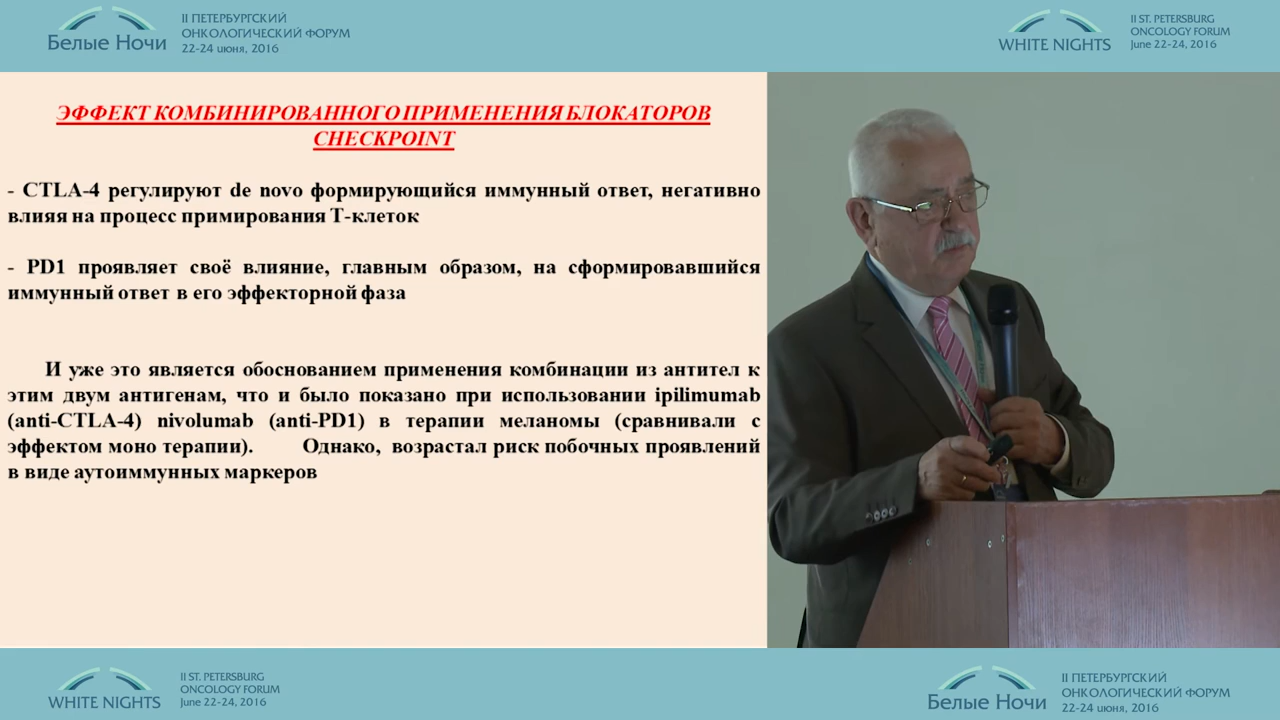 Белые Ночи
II ПЕТЕРБУРГСКИЙ
ОНКОЛОГИЧЕСКИЙ ФОРУМ
22-24 июня, 2016
WHITE NIGHTS
II ST. PETERSBURG
ONCOLOGY FORUM
June 22-24, 2016
ЭФФЕКТ КОМБИНИРОВАННОГО ПРИМЕНЕНИЯ БЛОКАТОРОВ
CHECKPOINT
- CTLA-4 регулируют de novo формирующийся иммунный ответ, негативно
влияя на процесс примирования Т-клеток
- PD1 проявляет своё влияние, главным образом, на сформировавшийся
иммунный ответ в его эффекторной фаза
И уже это является обоснованием применения комбинации из антител к
этим двум антигенам, что и было показано при использовании ipilimumab
(anti-CTLA-4) nivolumab (anti-PD1) в терапии меланомы (сравнивали с
эффектом моно терапии). Однако, возрастал риск побочных проявлений
в виде аутоиммунных маркеров
WHITE NIGHTS
II ST. PETERSBURG
ONCOLOGY FORUM
June 22-24, 2016
Белые Ночи
II ПЕТЕРБУРГСКИЙ
ОНКОЛОГИЧЕСКИЙ ФОРУМ
22-24 июня, 2016